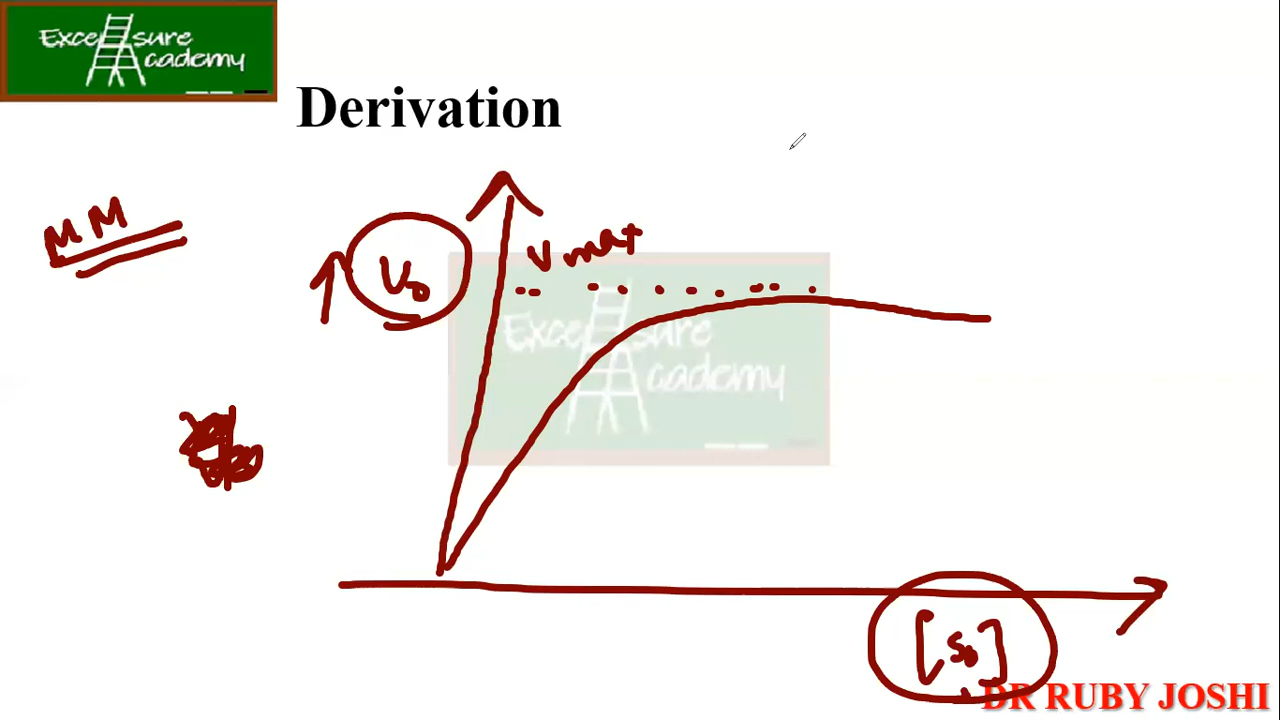 Excel sure
Academy
Derivation
MM
V₀
Vmax
Excel sure
Academy
[S₀]
DR RUBY JOSHI